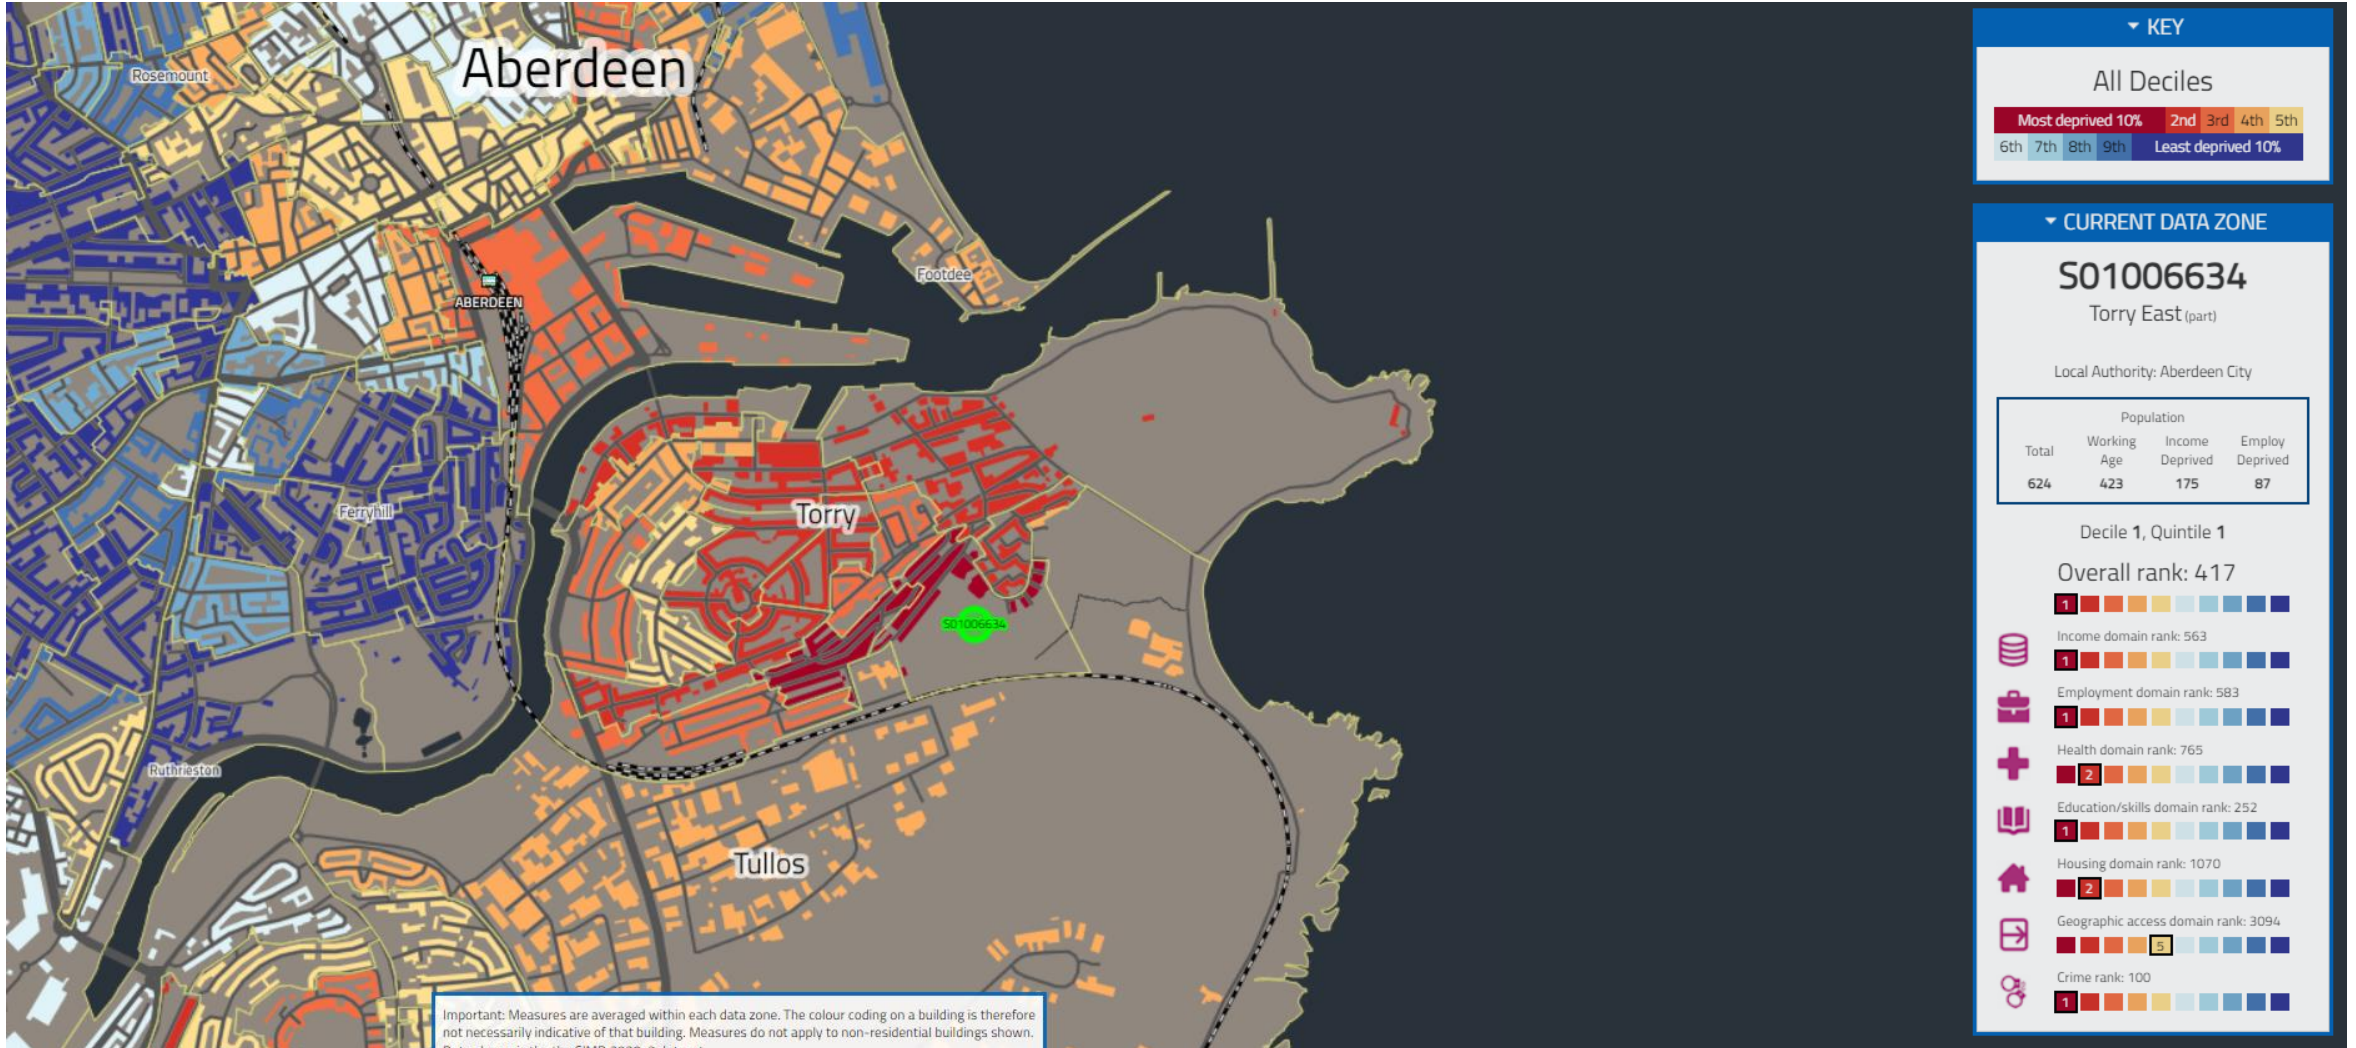 Aberdeen
Rosemount
Footdee
ABERDEEN
Torry
Ferryhill
S01006634
Ruthrieston
Tullos
Important: Measures are averaged within each data zone. The colour coding on a building is therefore
not necessarily indicative of that building. Measures do not apply to non-residential buildings shown.
KEY
All Deciles
Most deprived 10% 2nd 3rd 4th 5th
6th 7th 8th 9th Least deprived 10%
CURRENT DATA ZONE
S01006634
Torry East (part)
Local Authority: Aberdeen City
Population
Total Working Age Income Deprived Employ Deprived
624 423 175 87
Decile 1, Quintile 1
Overall rank: 417
1
Income domain rank: 563
1
Employment domain rank: 583
1
Health domain rank: 765
2
Education/skills domain rank: 252
1
Housing domain rank: 1070
2
Geographic access domain rank: 3094
5
Crime rank: 100
1